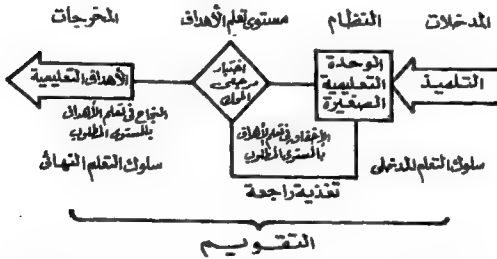 المدخلات النظام مستوى تعلم الأهداف المخرجات
التلميذ
الوحدة
التعليمية
الصغيرة
اختبار
مرجعي
المحك
الأهداف التعليمية
النجاح في تعلم الأهداف
بالمستوى المطلوب
الإخفاق في تعلم الأهداف
بالمستوى المطلوب
سلوك التعلم المدخلي
سلوك التعلم النهائي
تغذية راجعة
التقويم